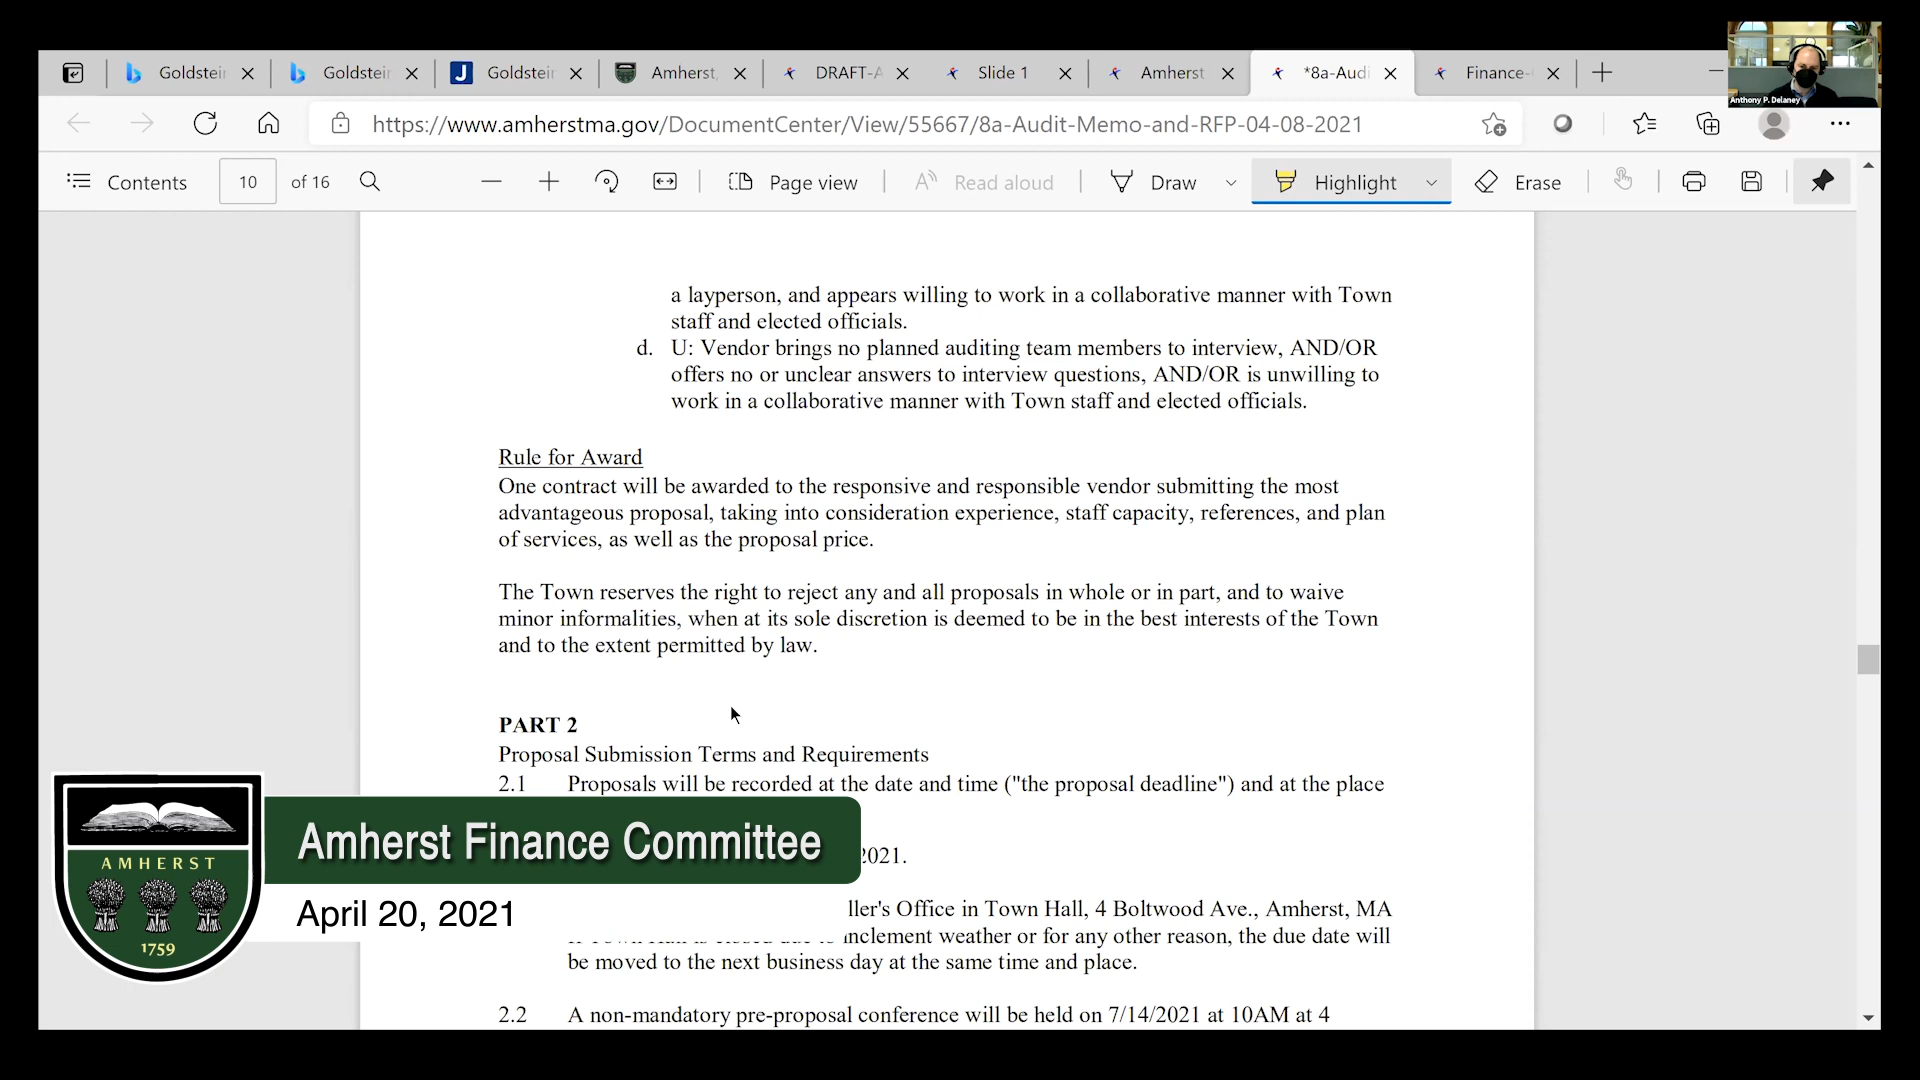 Goldstein
Goldstein
Goldstein
Amherst,
DRAFT-A
Slide 1
Amherst
*8a-Audi
Finance-
Anthony P. Delaney
https://www.amherstma.gov/DocumentCenter/View/55667/8a-Audit-Memo-and-RFP-04-08-2021
Contents
10
of 16
Page view
Read aloud
Draw
Highlight
Erase
a layperson, and appears willing to work in a collaborative manner with Town
staff and elected officials.
d. U: Vendor brings no planned auditing team members to interview, AND/OR
offers no or unclear answers to interview questions, AND/OR is unwilling to
work in a collaborative manner with Town staff and elected officials.
Rule for Award
One contract will be awarded to the responsive and responsible vendor submitting the most
advantageous proposal, taking into consideration experience, staff capacity, references, and plan
of services, as well as the proposal price.
The Town reserves the right to reject any and all proposals in whole or in part, and to waive
minor informalities, when at its sole discretion is deemed to be in the best interests of the Town
and to the extent permitted by law.
PART 2
Proposal Submission Terms and Requirements
2.1 Proposals will be recorded at the date and time ("the proposal deadline") and at the place
2021.
ller's Office in Town Hall, 4 Boltwood Ave., Amherst, MA
inclement weather or for any other reason, the due date will
be moved to the next business day at the same time and place.
2.2 A non-mandatory pre-proposal conference will be held on 7/14/2021 at 10AM at 4
AMHERST
1759
Amherst Finance Committee
April 20, 2021